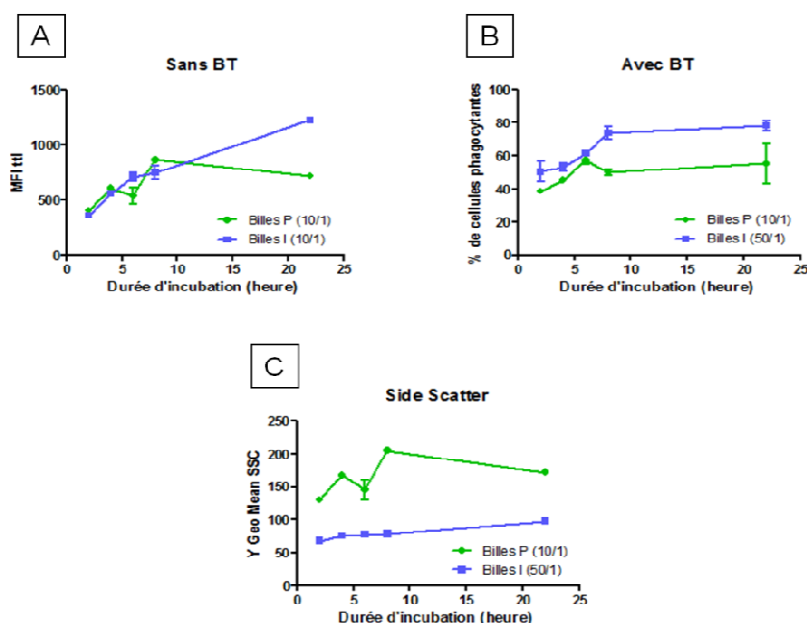 A
Sans BT
MFI ttl
1500
1000
500
0
0 5 10 15 20 25
Billes P (10/1)
Billes I (10/1)
Durée d'incubation (heure)
B
Avec BT
% de cellules phagocytantes
100
80
60
40
20
0
0 5 10 15 20 25
Billes P (10/1)
Billes I (50/1)
Durée d'incubation (heure)
C
Side Scatter
Y Geo Mean SSC
250
200
150
100
50
0
0 5 10 15 20 25
Billes P (10/1)
Billes I (50/1)
Durée d'incubation (heure)